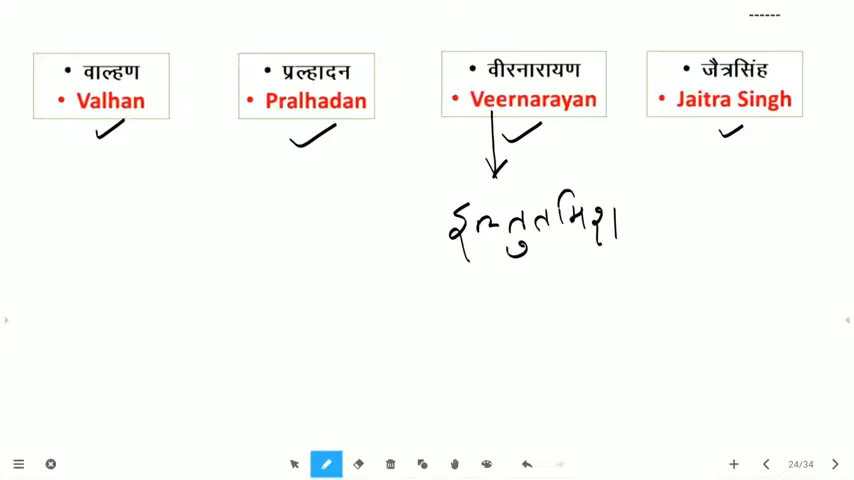 वाल्हण
Valhan
प्रल्हादन
Pralhadan
वीरनारायण
Veernarayan
जैत्रसिंह
Jaitra Singh
इल्तुतमिश
24/34